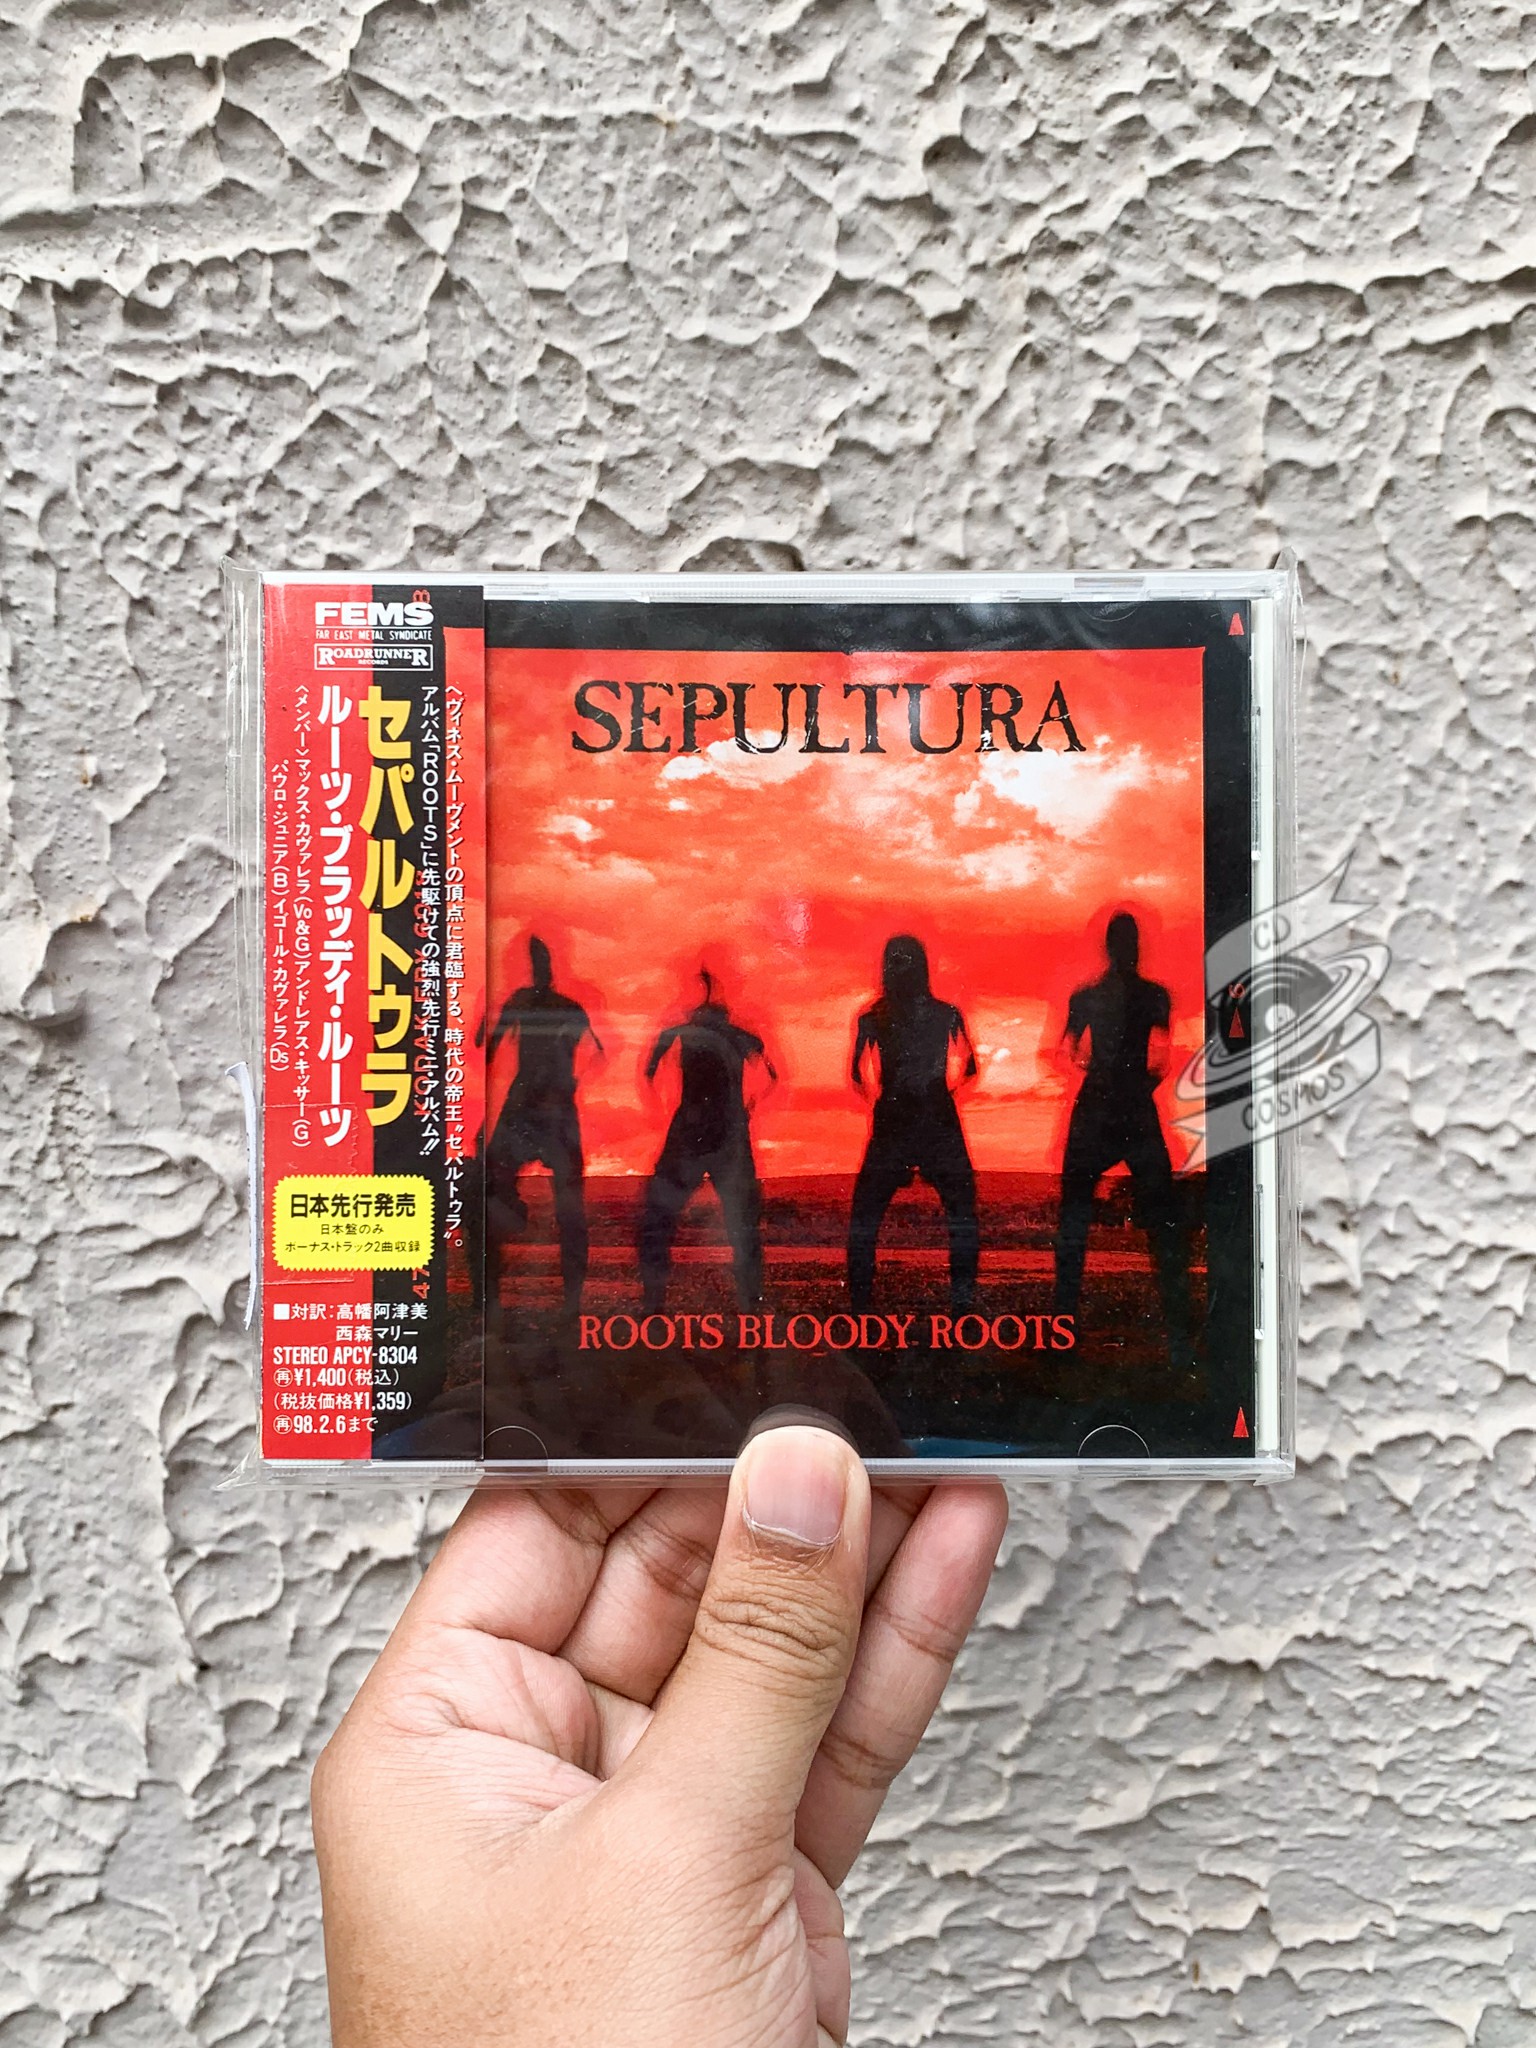 FEMS
FAR EAST METAL SYNDICATE
ROADRUNNER
RECORDS
ヘヴィネス・ムーヴメントの頂点に君臨する、時代の帝王“セパルトゥラ”。
アルバム「ROOTS」に先駆けての強烈先行ミニ・アルバム!!
セパルトゥラ
ルーツ・ブラッディ・ルーツ
〈メンバー〉マックス・カヴァレラ(Vo&G)アンドレアス・キッサー(G)
パウロ・ジュニア(B)イゴール・カヴァレラ(Ds)
日本先行発売
日本盤のみ
ボーナス・トラック2曲収録
■対訳:高幡阿津美
西森マリー
STEREO APCY-8304
㊢¥1,400(税込)
(税抜価格¥1,359)
㊢98.2.6まで
SEPULTURA
ROOTS BLOODY ROOTS
CD
COSMOS